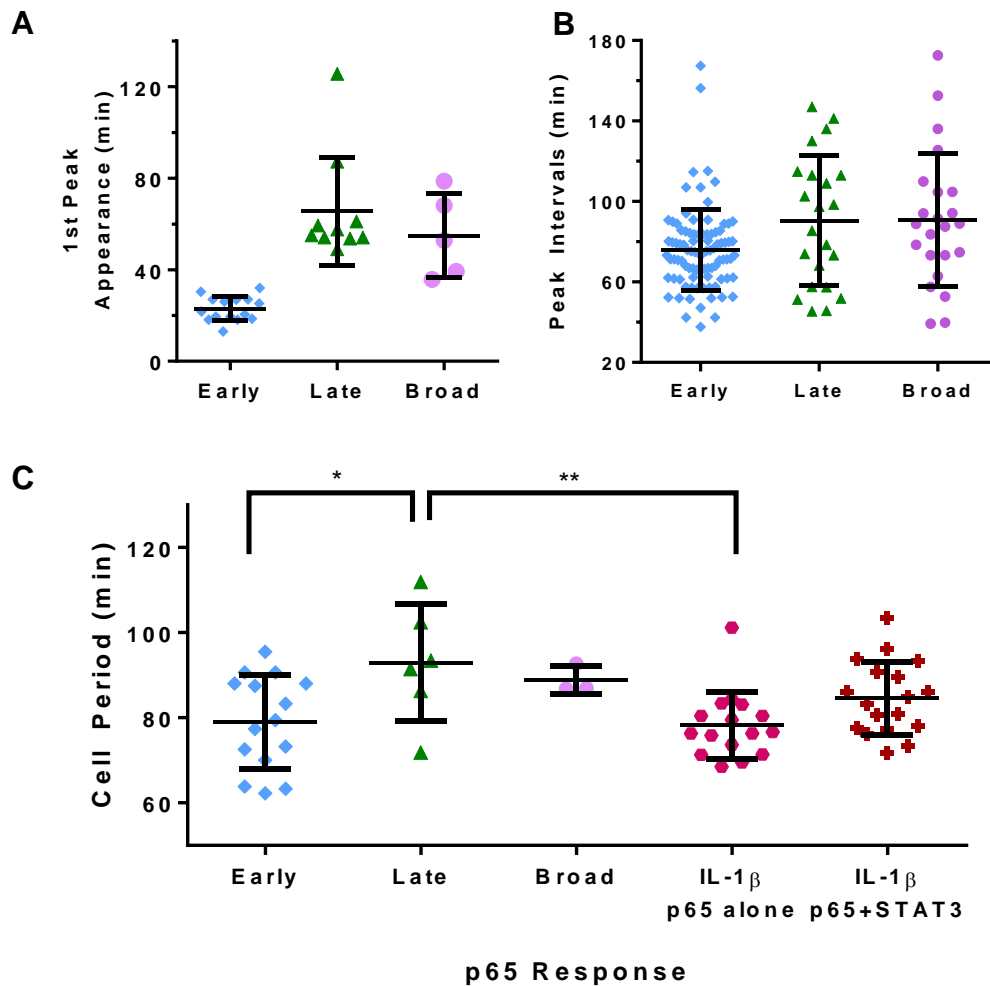 A
1st Peak
Appearance (min)
120
80
40
0
Early Late Broad
B
Peak Intervals (min)
180
140
100
60
20
Early Late Broad
C
* **
Cell Period (min)
120
100
80
60
Early Late Broad IL-1β IL-1β
p65 alone p65+STAT3
p65 Response